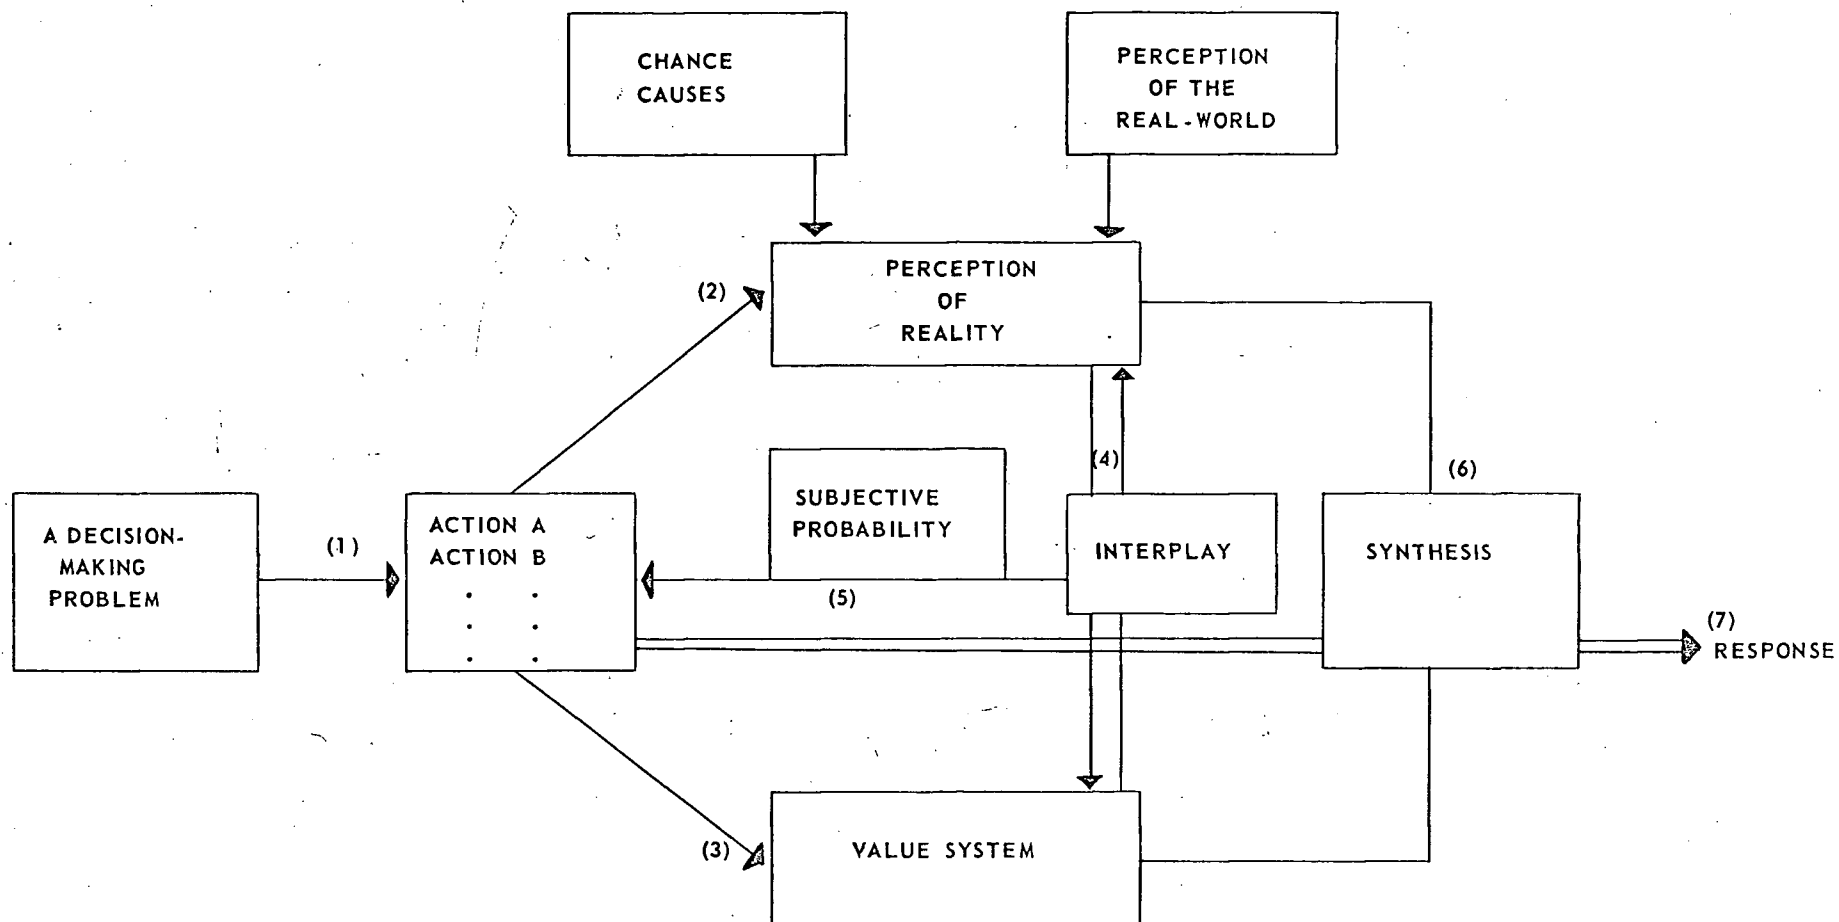 CHANCE
CAUSES
PERCEPTION
OF THE
REAL-WORLD
(2)
PERCEPTION
OF
REALITY
(4)
(6)
A DECISION-
MAKING
PROBLEM
(1)
ACTION A
ACTION B
. .
. .
. .
SUBJECTIVE
PROBABILITY
(5)
INTERPLAY
SYNTHESIS
(7)
RESPONSE
(3)
VALUE SYSTEM